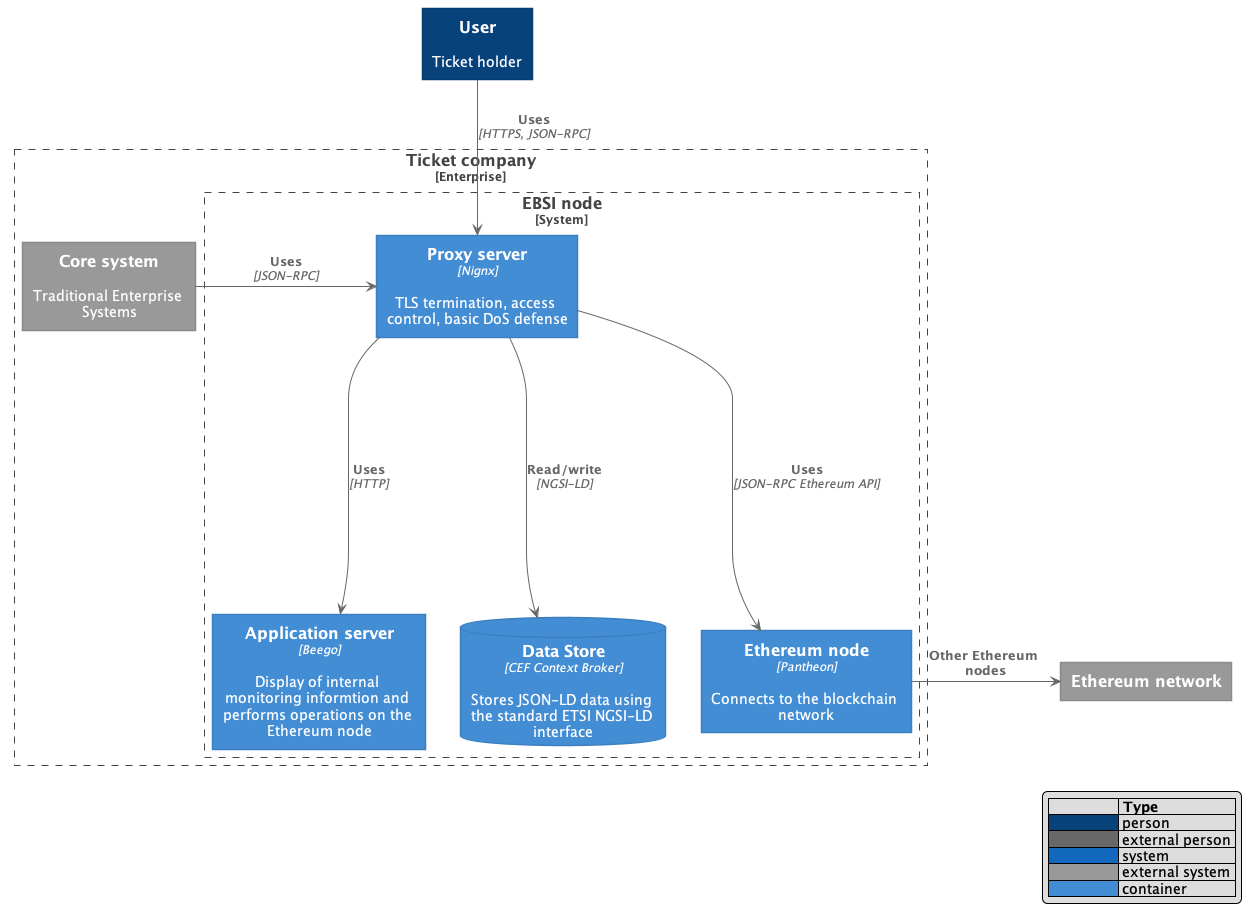 User
Ticket holder
Uses
[HTTPS, JSON-RPC]
Ticket company
[Enterprise]
EBSI node
[System]
Core system
Traditional Enterprise
Systems
Uses
[JSON-RPC]
Proxy server
[Nignx]
TLS termination, access
control, basic DoS defense
Uses
[HTTP]
Read/write
[NGSI-LD]
Uses
[JSON-RPC Ethereum API]
Application server
[Beego]
Display of internal
monitoring informtion and
performs operations on the
Ethereum node
Data Store
[CEF Context Broker]
Stores JSON-LD data using
the standard ETSI NGSI-LD
interface
Ethereum node
[Pantheon]
Connects to the blockchain
network
Other Ethereum
nodes
Ethereum network
Type
person
external person
system
external system
container